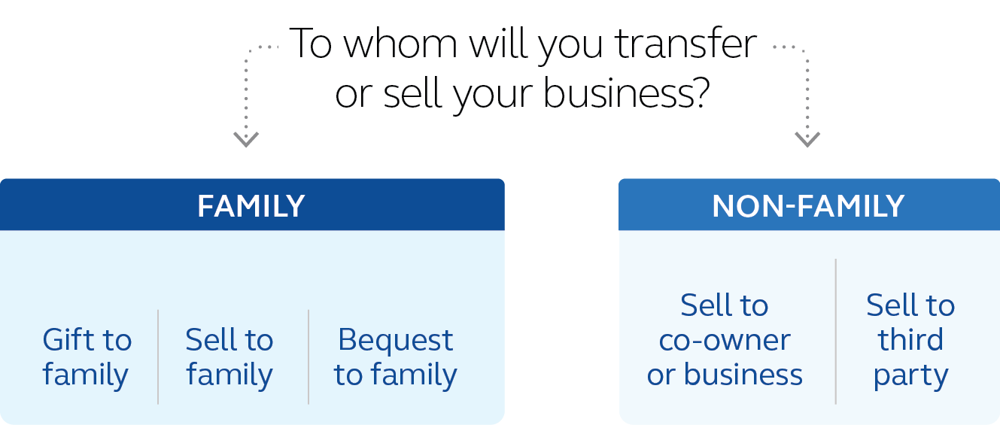 To whom will you transfer
or sell your business?
FAMILY
Gift to
family
Sell to
family
Bequest
to family
NON-FAMILY
Sell to
co-owner
or business
Sell to
third
party